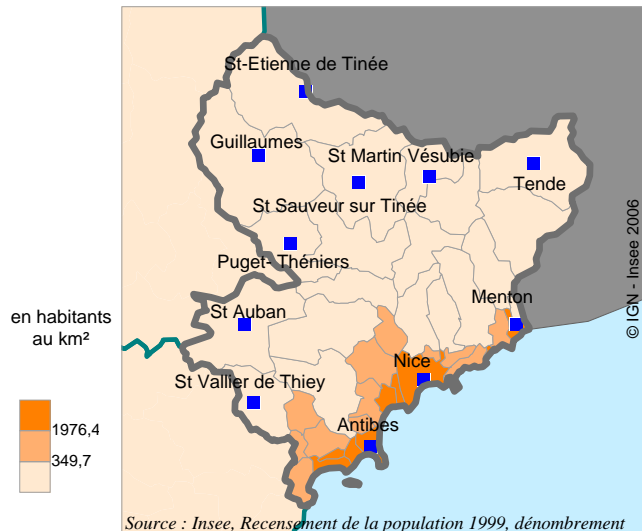 St-Etienne de Tinée
Guillaumes
St Martin Vésubie
Tende
St Sauveur sur Tinée
Puget- Théniers
© IGN - Insee 2006
Menton
en habitants
au km²
St Auban
Nice
St Vallier de Thiey
1976,4
Antibes
349,7
Source : Insee, Recensement de la population 1999, dénombrement